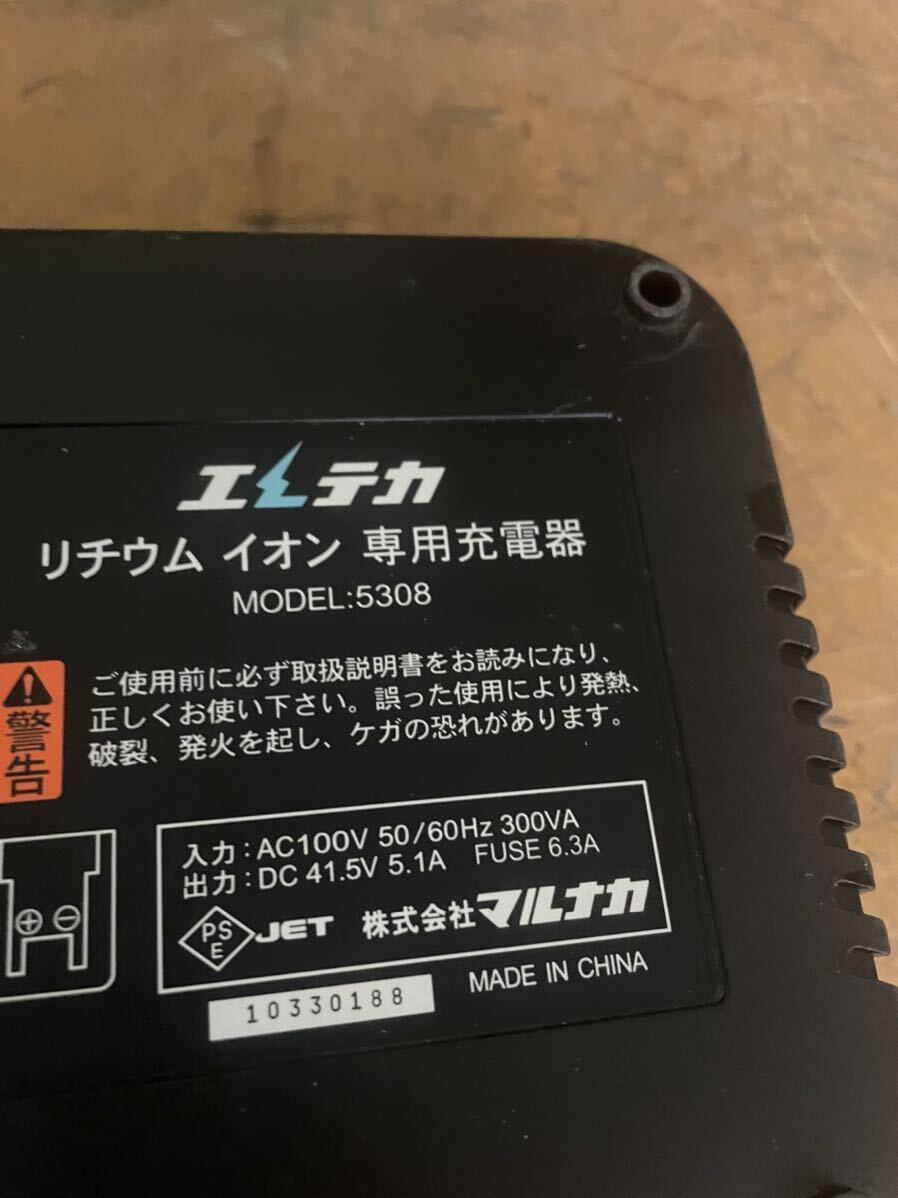 エレテカ
リチウム イオン 専用充電器
MODEL:5308
警告
ご使用前に必ず取扱説明書をお読みになり、
正しくお使い下さい。誤った使用により発熱、
破裂、発火を起し、ケガの恐れがあります。
入力:AC100V 50/60Hz 300VA
出力:DC 41.5V 5.1A FUSE 6.3A
PSE JET 株式会社マルナカ
MADE IN CHINA
10330188